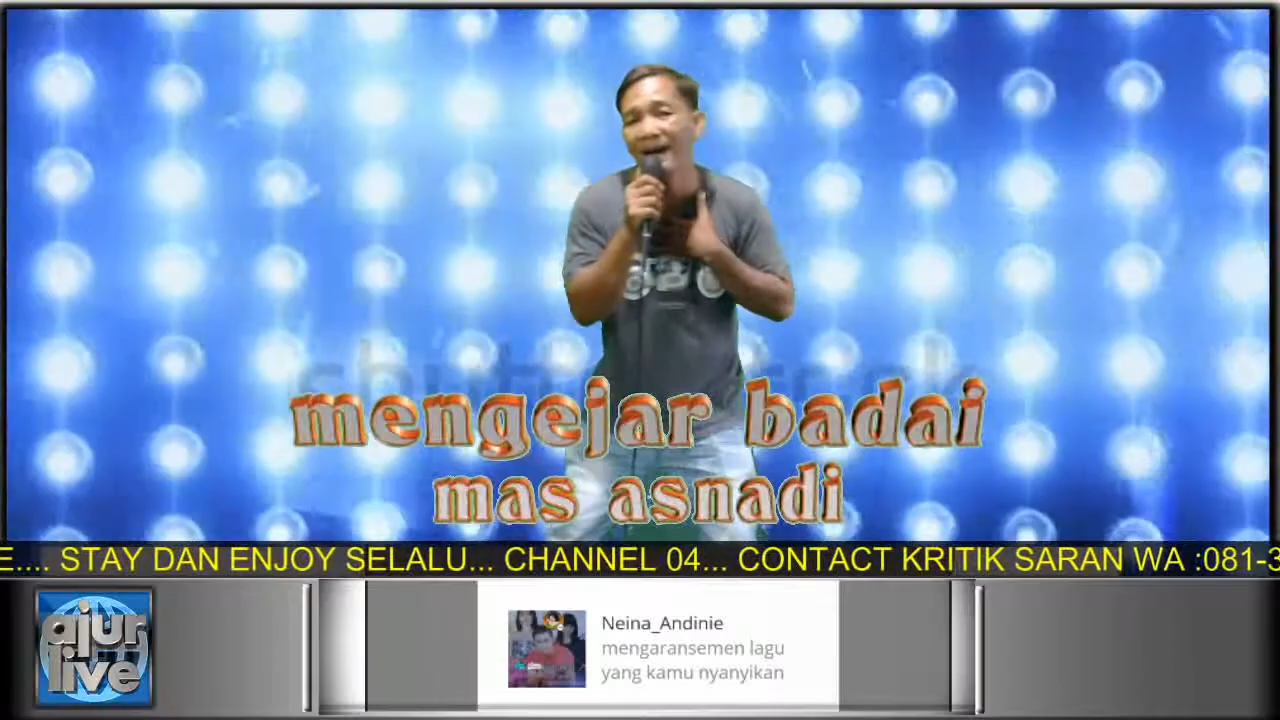 shutterstock
mengejar badai
mas asnadi
E.... STAY DAN ENJOY SELALU... CHANNEL 04... CONTACT KRITIK SARAN WA :081-3
ajur
live
Neina_Andinie
mengaransemen lagu
yang kamu nyanyikan